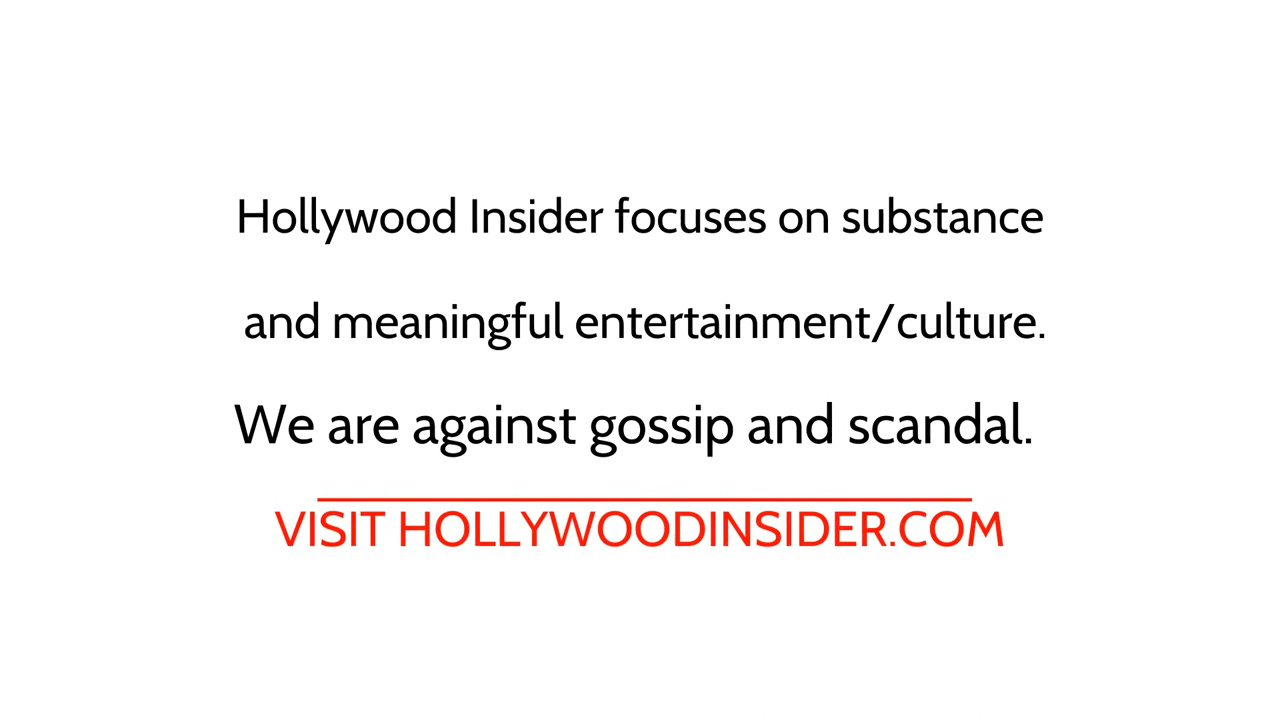 Hollywood Insider focuses on substance
and meaningful entertainment/culture.
We are against gossip and scandal.
VISIT HOLLYWOODINSIDER.COM